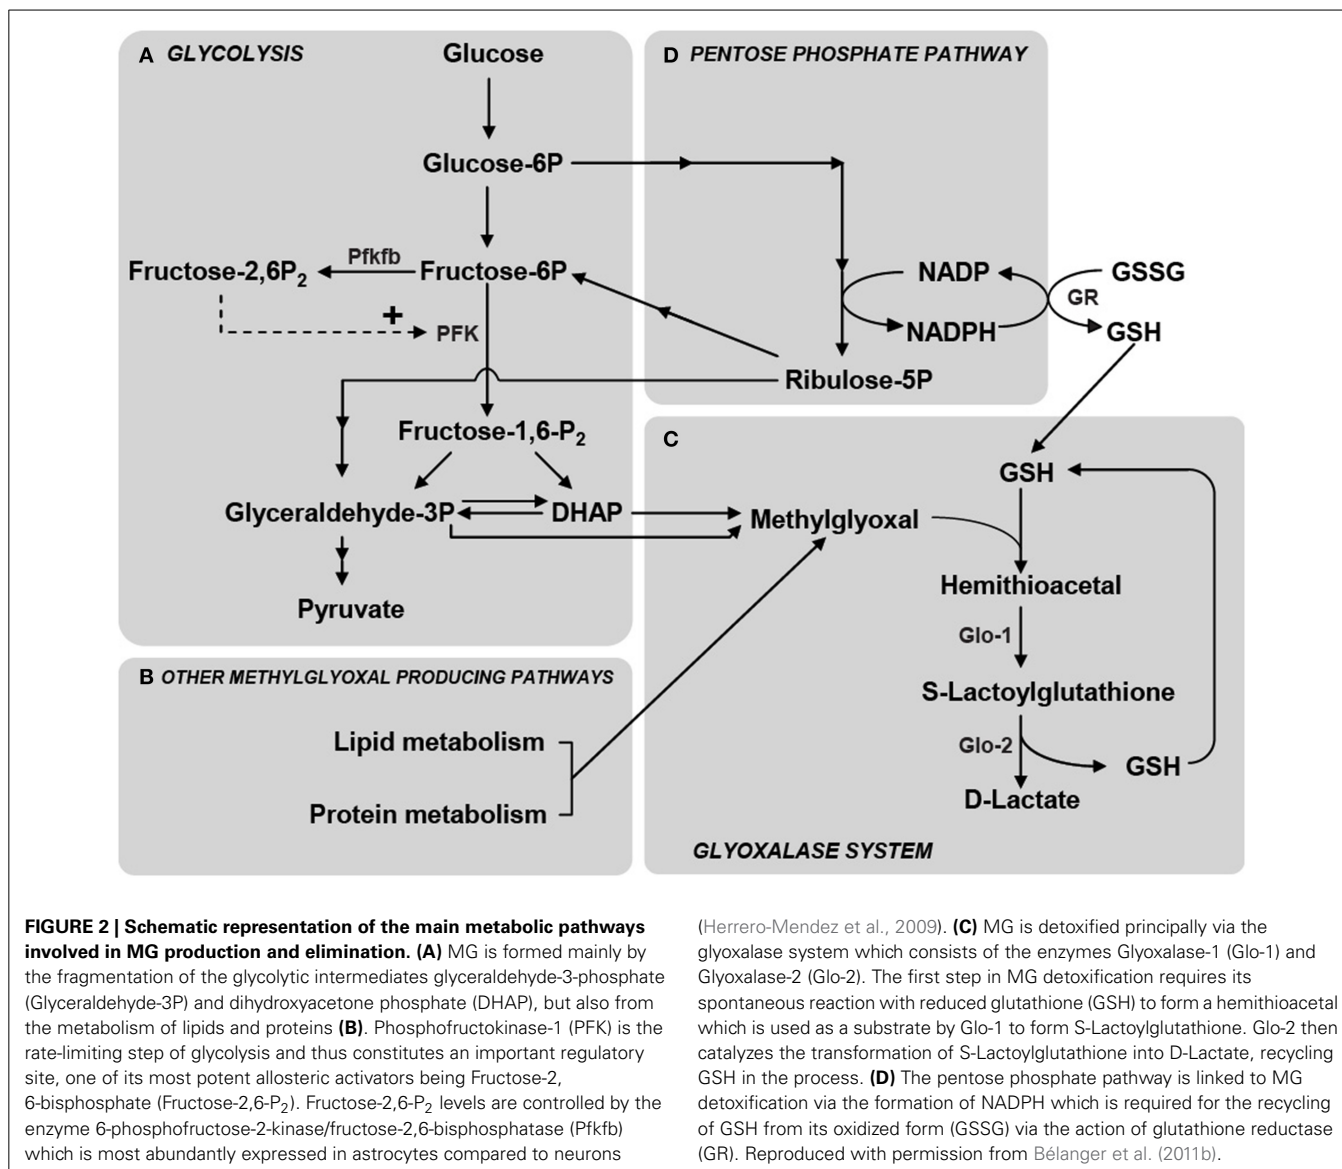 A GLYCOLYSIS
Glucose
Glucose-6P
Fructose-2,6P2
Pfkfb
Fructose-6P
+
PFK
Fructose-1,6-P2
Glyceraldehyde-3P
DHAP
Pyruvate
D PENTOSE PHOSPHATE PATHWAY
NADP
GSSG
GR
NADPH
GSH
Ribulose-5P
B OTHER METHYLGLYOXAL PRODUCING PATHWAYS
Lipid metabolism
Protein metabolism
C
GSH
Methylglyoxal
Hemithioacetal
Glo-1
S-Lactoylglutathione
Glo-2
GSH
D-Lactate
GLYOXALASE SYSTEM
FIGURE 2 | Schematic representation of the main metabolic pathways
involved in MG production and elimination. (A) MG is formed mainly by
the fragmentation of the glycolytic intermediates glyceraldehyde-3-phosphate
(Glyceraldehyde-3P) and dihydroxyacetone phosphate (DHAP), but also from
the metabolism of lipids and proteins (B). Phosphofructokinase-1 (PFK) is the
rate-limiting step of glycolysis and thus constitutes an important regulatory
site, one of its most potent allosteric activators being Fructose-2,
6-bisphosphate (Fructose-2,6-P2). Fructose-2,6-P2 levels are controlled by the
enzyme 6-phosphofructose-2-kinase/fructose-2,6-bisphosphatase (Pfkfb)
which is most abundantly expressed in astrocytes compared to neurons
(Herrero-Mendez et al., 2009). (C) MG is detoxified principally via the
glyoxalase system which consists of the enzymes Glyoxalase-1 (Glo-1) and
Glyoxalase-2 (Glo-2). The first step in MG detoxification requires its
spontaneous reaction with reduced glutathione (GSH) to form a hemithioacetal
which is used as a substrate by Glo-1 to form S-Lactoylglutathione. Glo-2 then
catalyzes the transformation of S-Lactoylglutathione into D-Lactate, recycling
GSH in the process. (D) The pentose phosphate pathway is linked to MG
detoxification via the formation of NADPH which is required for the recycling
of GSH from its oxidized form (GSSG) via the action of glutathione reductase
(GR). Reproduced with permission from Bélanger et al. (2011b).